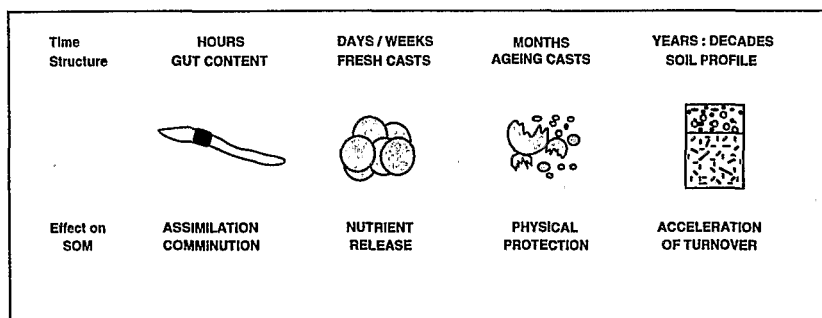 Time HOURS DAYS / WEEKS MONTHS YEARS : DECADES
Structure GUT CONTENT FRESH CASTS AGEING CASTS SOIL PROFILE
Effect on ASSIMILATION NUTRIENT PHYSICAL ACCELERATION
SOM COMMINUTION RELEASE PROTECTION OF TURNOVER